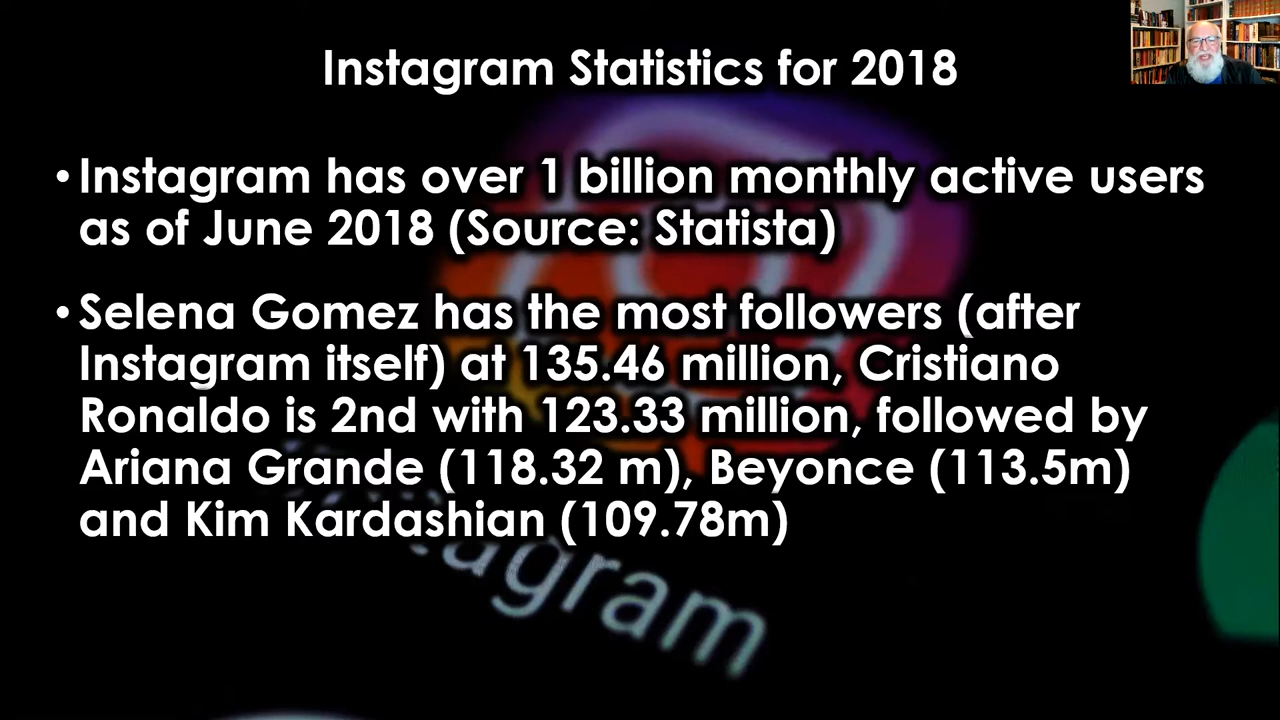 Instagram Statistics for 2018
• Instagram has over 1 billion monthly active users
as of June 2018 (Source: Statista)
• Selena Gomez has the most followers (after
Instagram itself) at 135.46 million, Cristiano
Ronaldo is 2nd with 123.33 million, followed by
Ariana Grande (118.32 m), Beyonce (113.5m)
and Kim Kardashian (109.78m)
Instagram